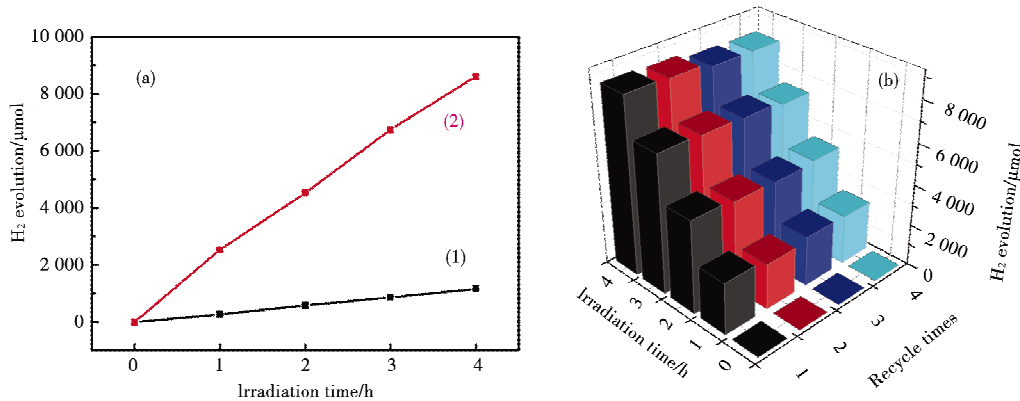 10 000
8 000
6 000
4 000
2 000
0
H2 evolution/μmol
(a)
(2)
(1)
0 1 2 3 4
Irradiation time/h
(b)
8 000
6 000
4 000
2 000
0
H2 evolution/μmol
4 3 2 1 0
Irradiation time/h
1 2 3 4
Recycle times